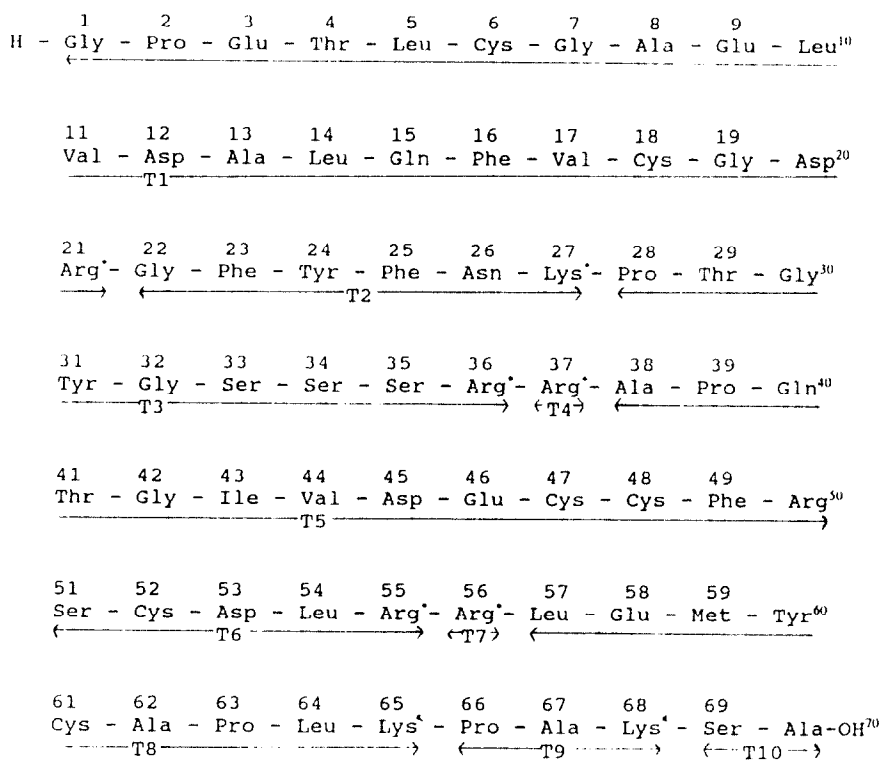 1 2 3 4 5 6 7 8 9
H - Gly - Pro - Glu - Thr - Leu - Cys - Gly - Ala - Glu - Leu¹⁰
11 12 13 14 15 16 17 18 19
Val - Asp - Ala - Leu - Gln - Phe - Val - Cys - Gly - Asp²⁰
T1
21 22 23 24 25 26 27 28 29
Arg*- Gly - Phe - Tyr - Phe - Asn - Lys*- Pro - Thr - Gly³⁰
T2
31 32 33 34 35 36 37 38 39
Tyr - Gly - Ser - Ser - Ser - Arg*- Arg*- Ala - Pro - Gln⁴⁰
T3 T4
41 42 43 44 45 46 47 48 49
Thr - Gly - Ile - Val - Asp - Glu - Cys - Cys - Phe - Arg⁵⁰
T5
51 52 53 54 55 56 57 58 59
Ser - Cys - Asp - Leu - Arg*- Arg*- Leu - Glu - Met - Tyr⁶⁰
T6 T7
61 62 63 64 65 66 67 68 69
Cys - Ala - Pro - Leu - Lys*- Pro - Ala - Lys*- Ser - Ala-OH⁷⁰
T8 T9 T10